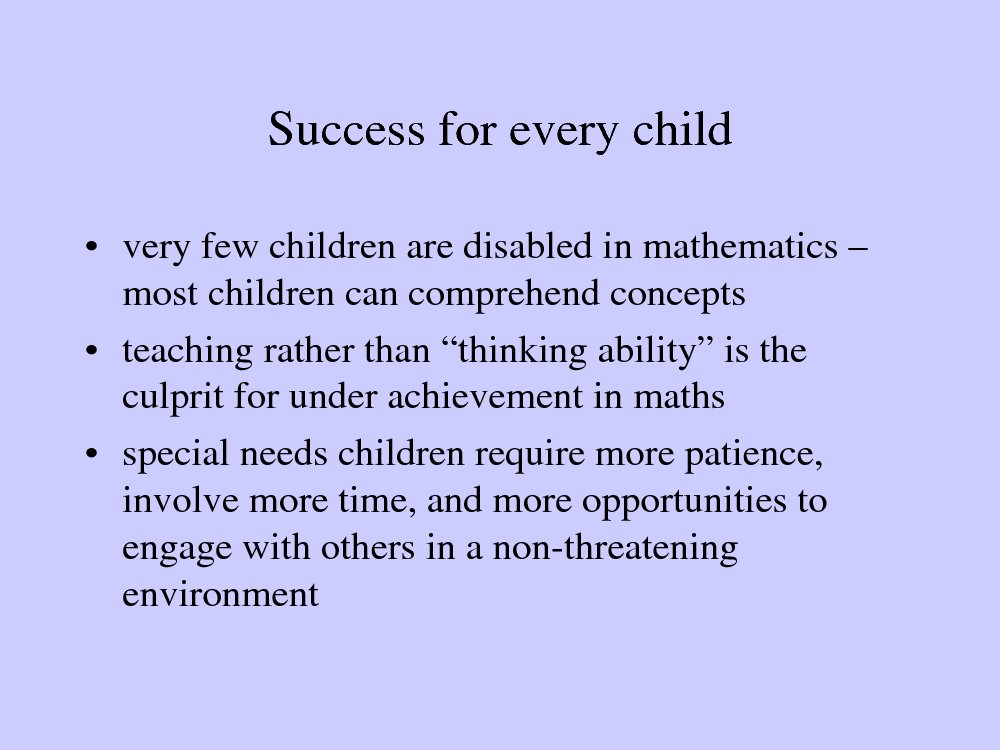 Success for every child
• very few children are disabled in mathematics –
most children can comprehend concepts
• teaching rather than “thinking ability” is the
culprit for under achievement in maths
• special needs children require more patience,
involve more time, and more opportunities to
engage with others in a non-threatening
environment